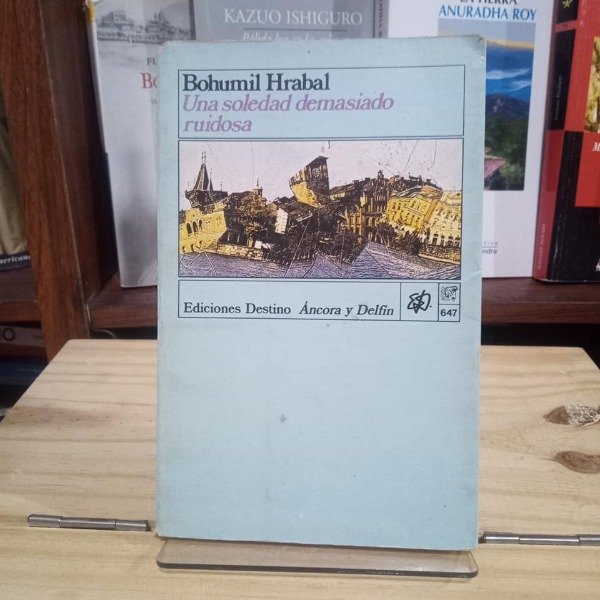 KAZUO ISHIGURO
ANURADHA ROY
Bohumil Hrabal
Una soledad demasiado
ruidosa
Ediciones Destino Áncora y Delfín
647